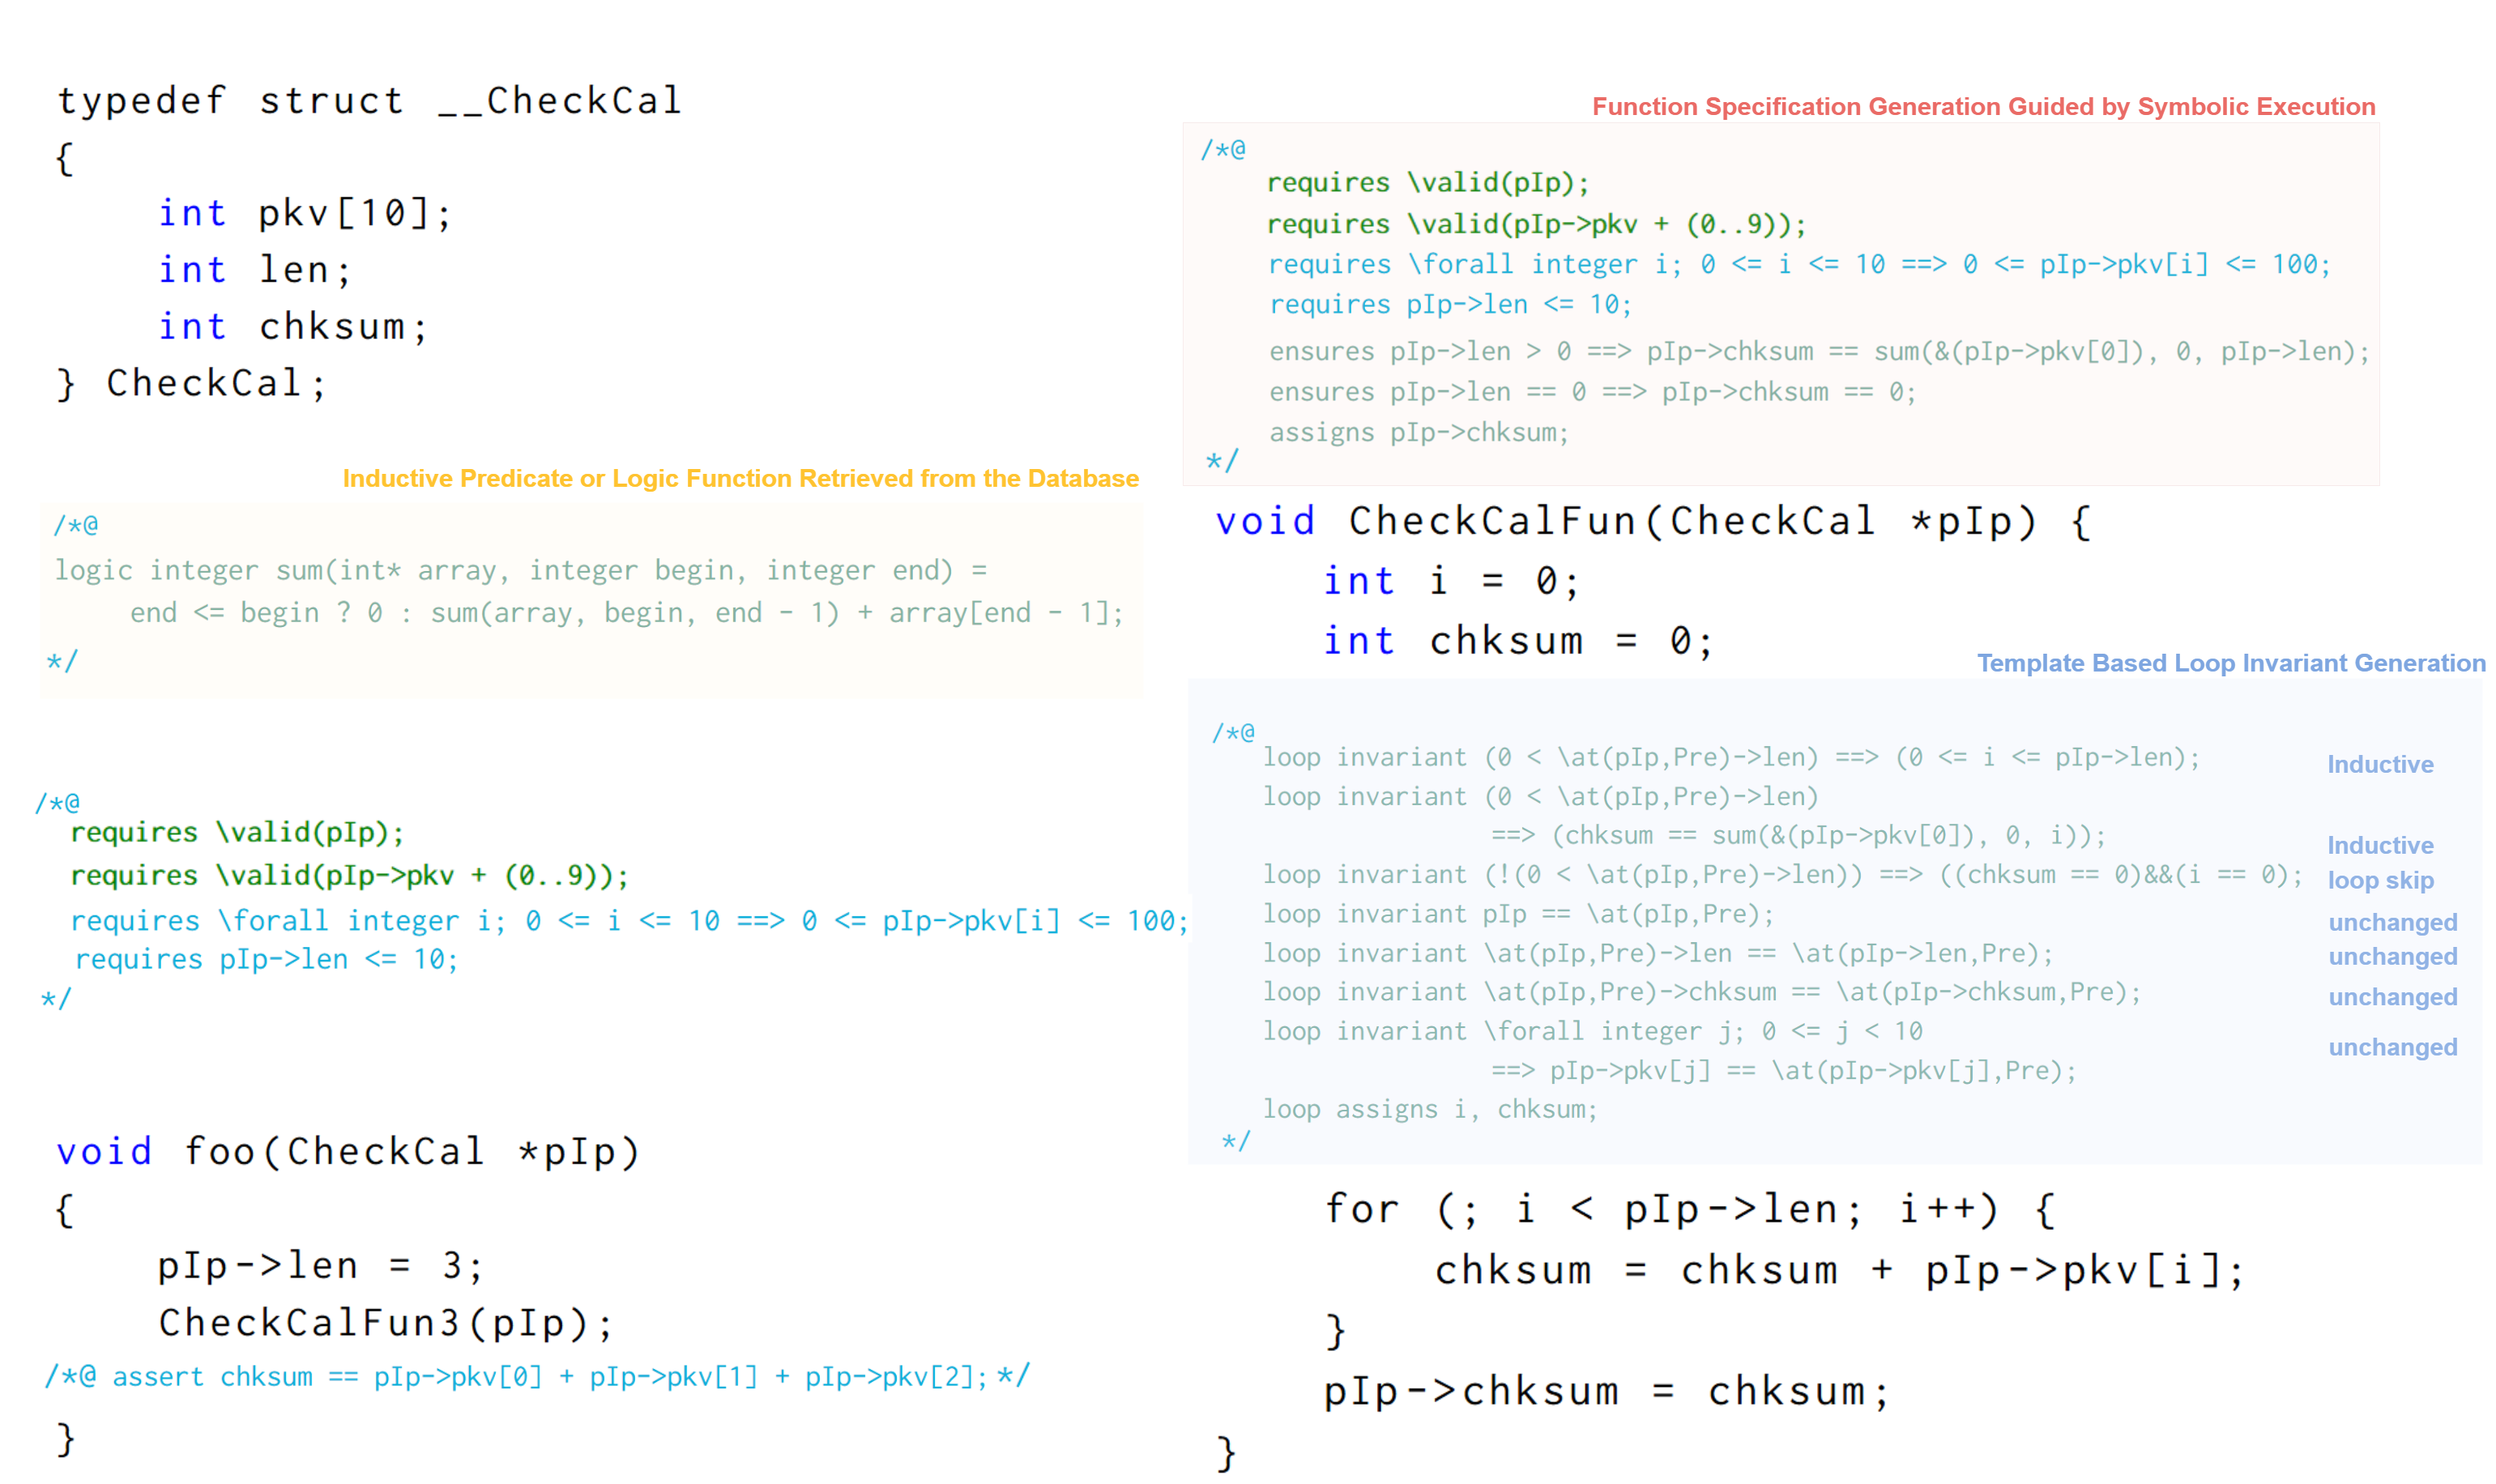 typedef struct __CheckCal
{
    int pkv[10];
    int len;
    int chksum;
} CheckCal;
Inductive Predicate or Logic Function Retrieved from the Database
/*@
logic integer sum(int* array, integer begin, integer end) =
    end <= begin ? 0 : sum(array, begin, end - 1) + array[end - 1];
*/
/*@
requires \valid(pIp);
requires \valid(pIp->pkv + (0..9));
requires \forall integer i; 0 <= i <= 10 ==> 0 <= pIp->pkv[i] <= 100;
requires pIp->len <= 10;
*/
void foo(CheckCal *pIp)
{
    pIp->len = 3;
    CheckCalFun3(pIp);
/*@ assert chksum == pIp->pkv[0] + pIp->pkv[1] + pIp->pkv[2]; */
}
Function Specification Generation Guided by Symbolic Execution
/*@
requires \valid(pIp);
requires \valid(pIp->pkv + (0..9));
requires \forall integer i; 0 <= i <= 10 ==> 0 <= pIp->pkv[i] <= 100;
requires pIp->len <= 10;
ensures pIp->len > 0 ==> pIp->chksum == sum(&(pIp->pkv[0]), 0, pIp->len);
ensures pIp->len == 0 ==> pIp->chksum == 0;
assigns pIp->chksum;
*/
void CheckCalFun(CheckCal *pIp) {
    int i = 0;
    int chksum = 0;
Template Based Loop Invariant Generation
/*@
loop invariant (0 < \at(pIp,Pre)->len) ==> (0 <= i <= pIp->len); Inductive
loop invariant (0 < \at(pIp,Pre)->len)
    ==> (chksum == sum(&(pIp->pkv[0]), 0, i)); Inductive
loop invariant (!(0 < \at(pIp,Pre)->len)) ==> ((chksum == 0)&&(i == 0); loop skip
loop invariant pIp == \at(pIp,Pre); unchanged
loop invariant \at(pIp,Pre)->len == \at(pIp->len,Pre); unchanged
loop invariant \at(pIp,Pre)->chksum == \at(pIp->chksum,Pre); unchanged
loop invariant \forall integer j; 0 <= j < 10 unchanged
    ==> pIp->pkv[j] == \at(pIp->pkv[j],Pre);
loop assigns i, chksum;
*/
    for (; i < pIp->len; i++) {
        chksum = chksum + pIp->pkv[i];
    }
    pIp->chksum = chksum;
}